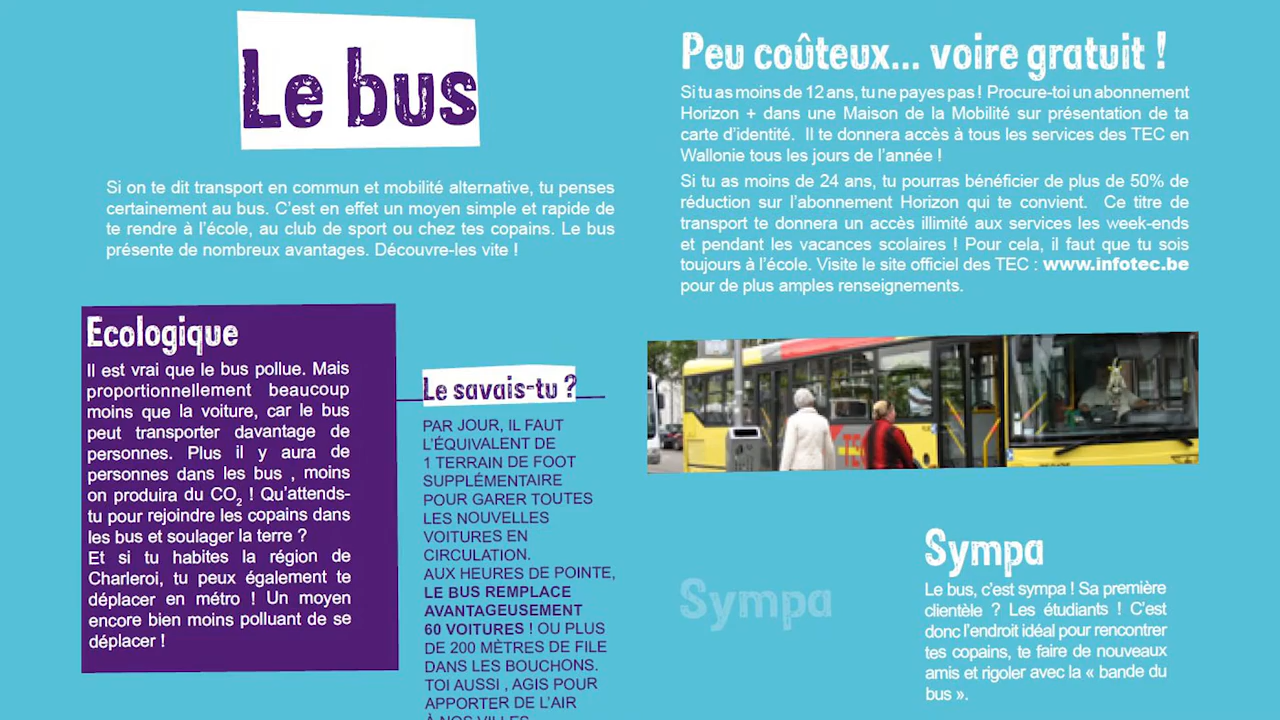 Le bus
Si on te dit transport en commun et mobilité alternative, tu penses
certainement au bus. C'est en effet un moyen simple et rapide de
te rendre à l'école, au club de sport ou chez tes copains. Le bus
présente de nombreux avantages. Découvre-les vite !
Ecologique
Il est vrai que le bus pollue. Mais
proportionnellement beaucoup
moins que la voiture, car le bus
peut transporter davantage de
personnes. Plus il y aura de
personnes dans les bus , moins
on produira du CO2 ! Qu'attends-
tu pour rejoindre les copains dans
les bus et soulager la terre ?
Et si tu habites la région de
Charleroi, tu peux également te
déplacer en métro ! Un moyen
encore bien moins polluant de se
déplacer !
Le savais-tu ?
PAR JOUR, IL FAUT
L'ÉQUIVALENT DE
1 TERRAIN DE FOOT
SUPPLÉMENTAIRE
POUR GARER TOUTES
LES NOUVELLES
VOITURES EN
CIRCULATION.
AUX HEURES DE POINTE,
LE BUS REMPLACE
AVANTAGEUSEMENT
60 VOITURES ! OU PLUS
DE 200 MÈTRES DE FILE
DANS LES BOUCHONS.
TOI AUSSI , AGIS POUR
APPORTER DE L'AIR
À NOS VILLES
Peu coûteux... voire gratuit !
Si tu as moins de 12 ans, tu ne payes pas ! Procure-toi un abonnement
Horizon + dans une Maison de la Mobilité sur présentation de ta
carte d'identité. Il te donnera accès à tous les services des TEC en
Wallonie tous les jours de l'année !
Si tu as moins de 24 ans, tu pourras bénéficier de plus de 50% de
réduction sur l'abonnement Horizon qui te convient. Ce titre de
transport te donnera un accès illimité aux services les week-ends
et pendant les vacances scolaires ! Pour cela, il faut que tu sois
toujours à l'école. Visite le site officiel des TEC : www.infotec.be
pour de plus amples renseignements.
TEC
Sympa
Sympa
Le bus, c'est sympa ! Sa première
clientèle ? Les étudiants ! C'est
donc l'endroit idéal pour rencontrer
tes copains, te faire de nouveaux
amis et rigoler avec la « bande du
bus ».